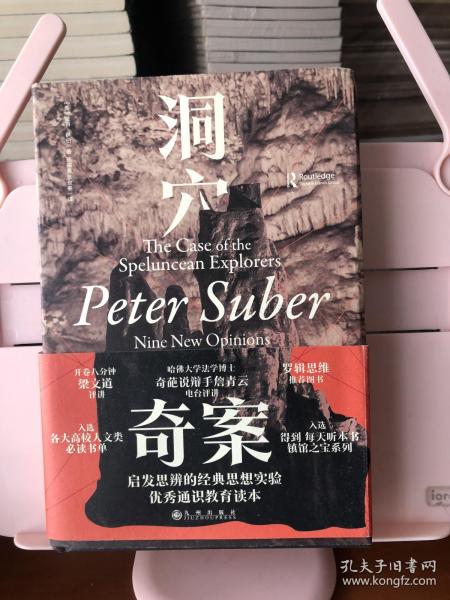 洞
穴
Routledge
The Case of the
Speluncean Explorers
Peter Suber
Nine New Opinions
开卷八分钟
梁文道
评讲
哈佛大学法学博士
奇葩说辩手詹青云
电台评讲
罗辑思维
推荐图书
入选
各大高校人文类
必读书单
奇案
入选
得到 每天听本书
镇馆之宝系列
启发思辨的经典思想实验
优秀通识教育读本
九州出版社
JIUZHOUPRESS
孔夫子旧书网
www.kongfz.com